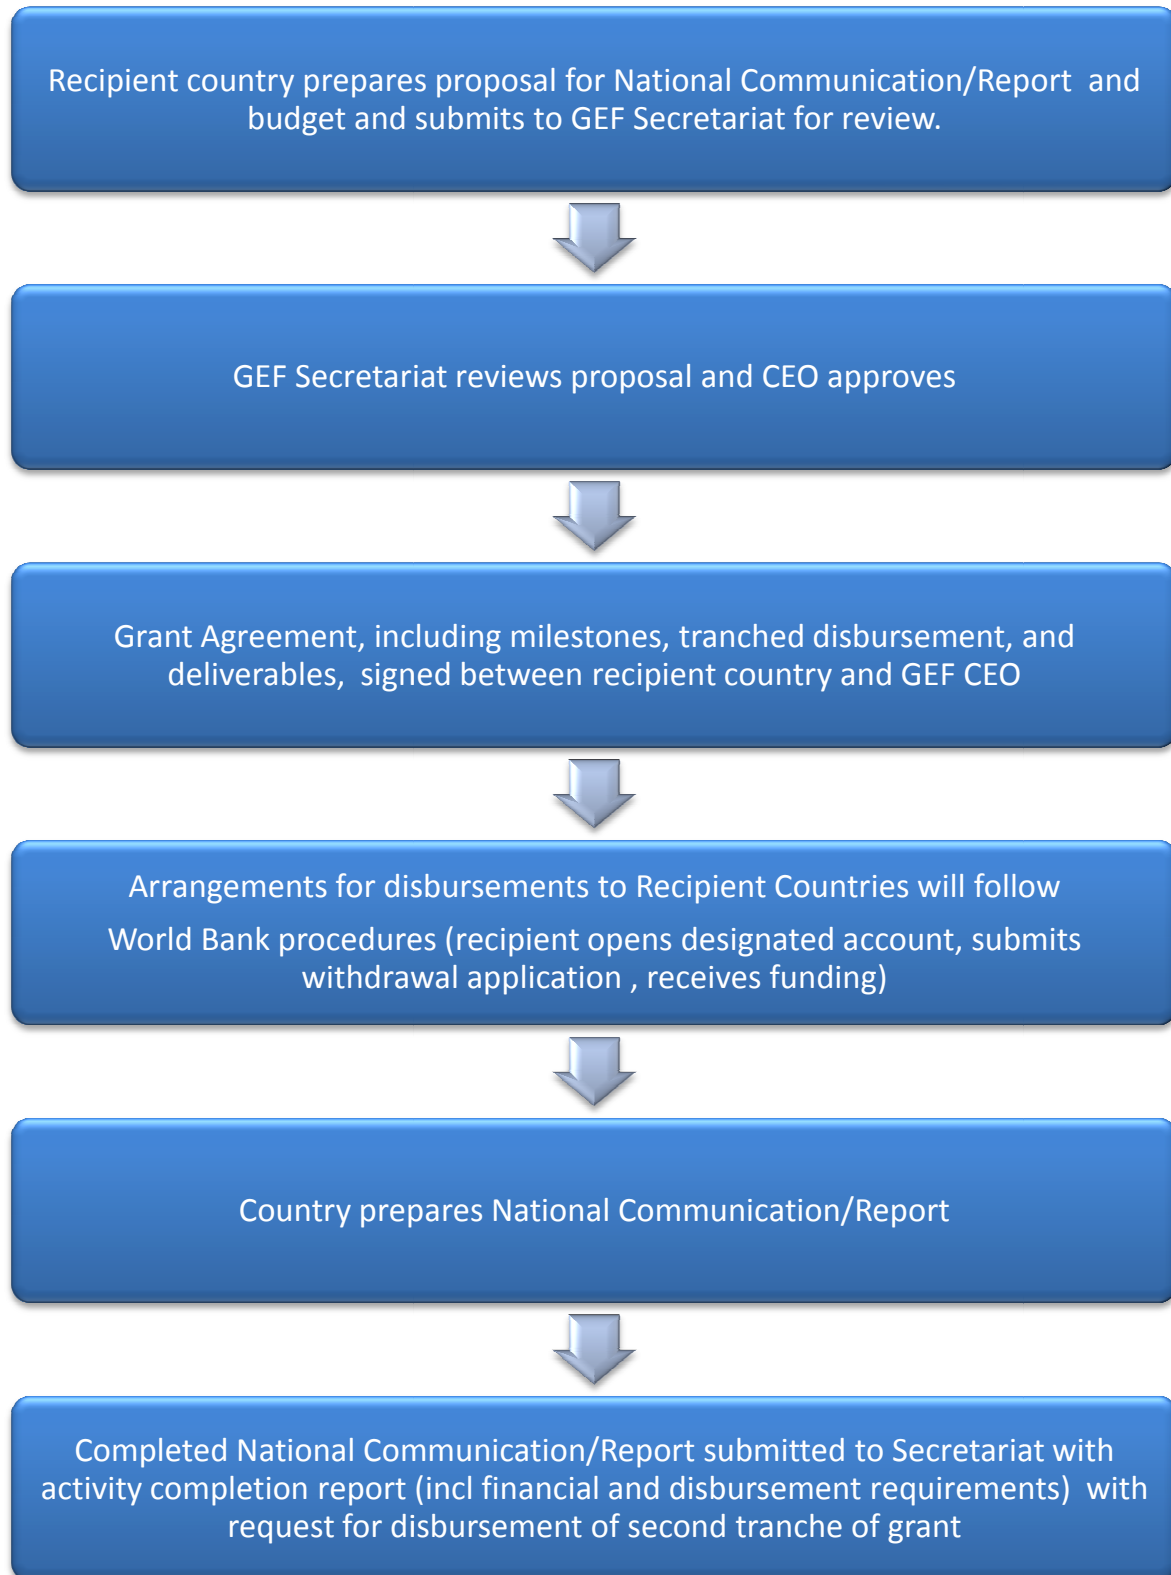 Recipient country prepares proposal for National Communication/Report  and
budget and submits to GEF Secretariat for review.
GEF Secretariat reviews proposal and CEO approves
Grant Agreement, including milestones, tranched disbursement, and
deliverables,  signed between recipient country and GEF CEO
Arrangements for disbursements to Recipient Countries will follow
World Bank procedures (recipient opens designated account, submits
withdrawal application , receives funding)
Country prepares National Communication/Report
Completed National Communication/Report submitted to Secretariat with
activity completion report (incl financial and disbursement requirements)  with
request for disbursement of second tranche of grant